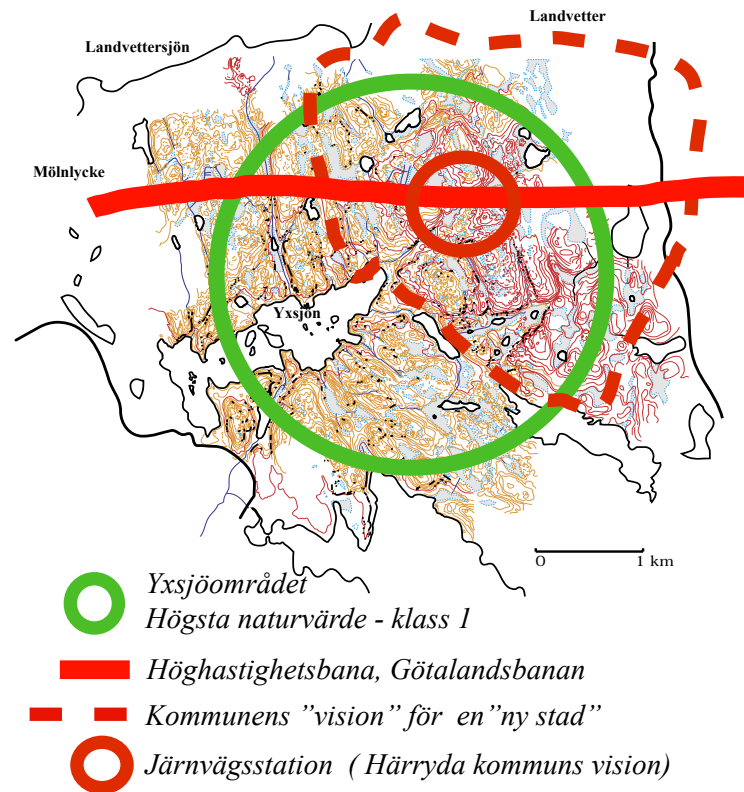 Landvetter
Landvettersjön
Mölnlycke
Yxsjön
0 1 km
Yxsjöområdet
Högsta naturvärde - klass 1
Höghastighetsbana, Götalandsbanan
Kommunens ”vision” för en”ny stad”
Järnvägsstation ( Härryda kommuns vision)